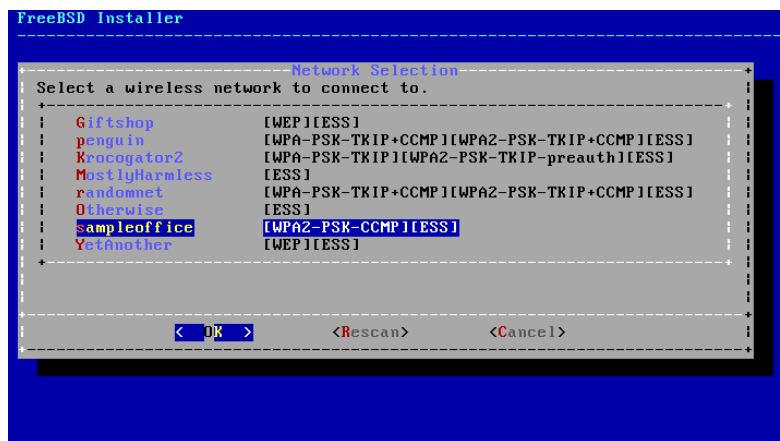 FreeBSD Installer
Network Selection
Select a wireless network to connect to.
Giftshop [WEP][ESS]
penguin [WPA-PSK-TKIP+CCMP][WPA2-PSK-TKIP+CCMP][ESS]
Krocogator2 [WPA-PSK-TKIP][WPA2-PSK-TKIP-preauth][ESS]
MostlyHarmless [ESS]
randomnet [WPA-PSK-TKIP+CCMP][WPA2-PSK-TKIP+CCMP][ESS]
Otherwise [ESS]
sampleoffice [WPA2-PSK-CCMP][ESS]
YetAnother [WEP][ESS]
< OK > <Rescan> <Cancel>